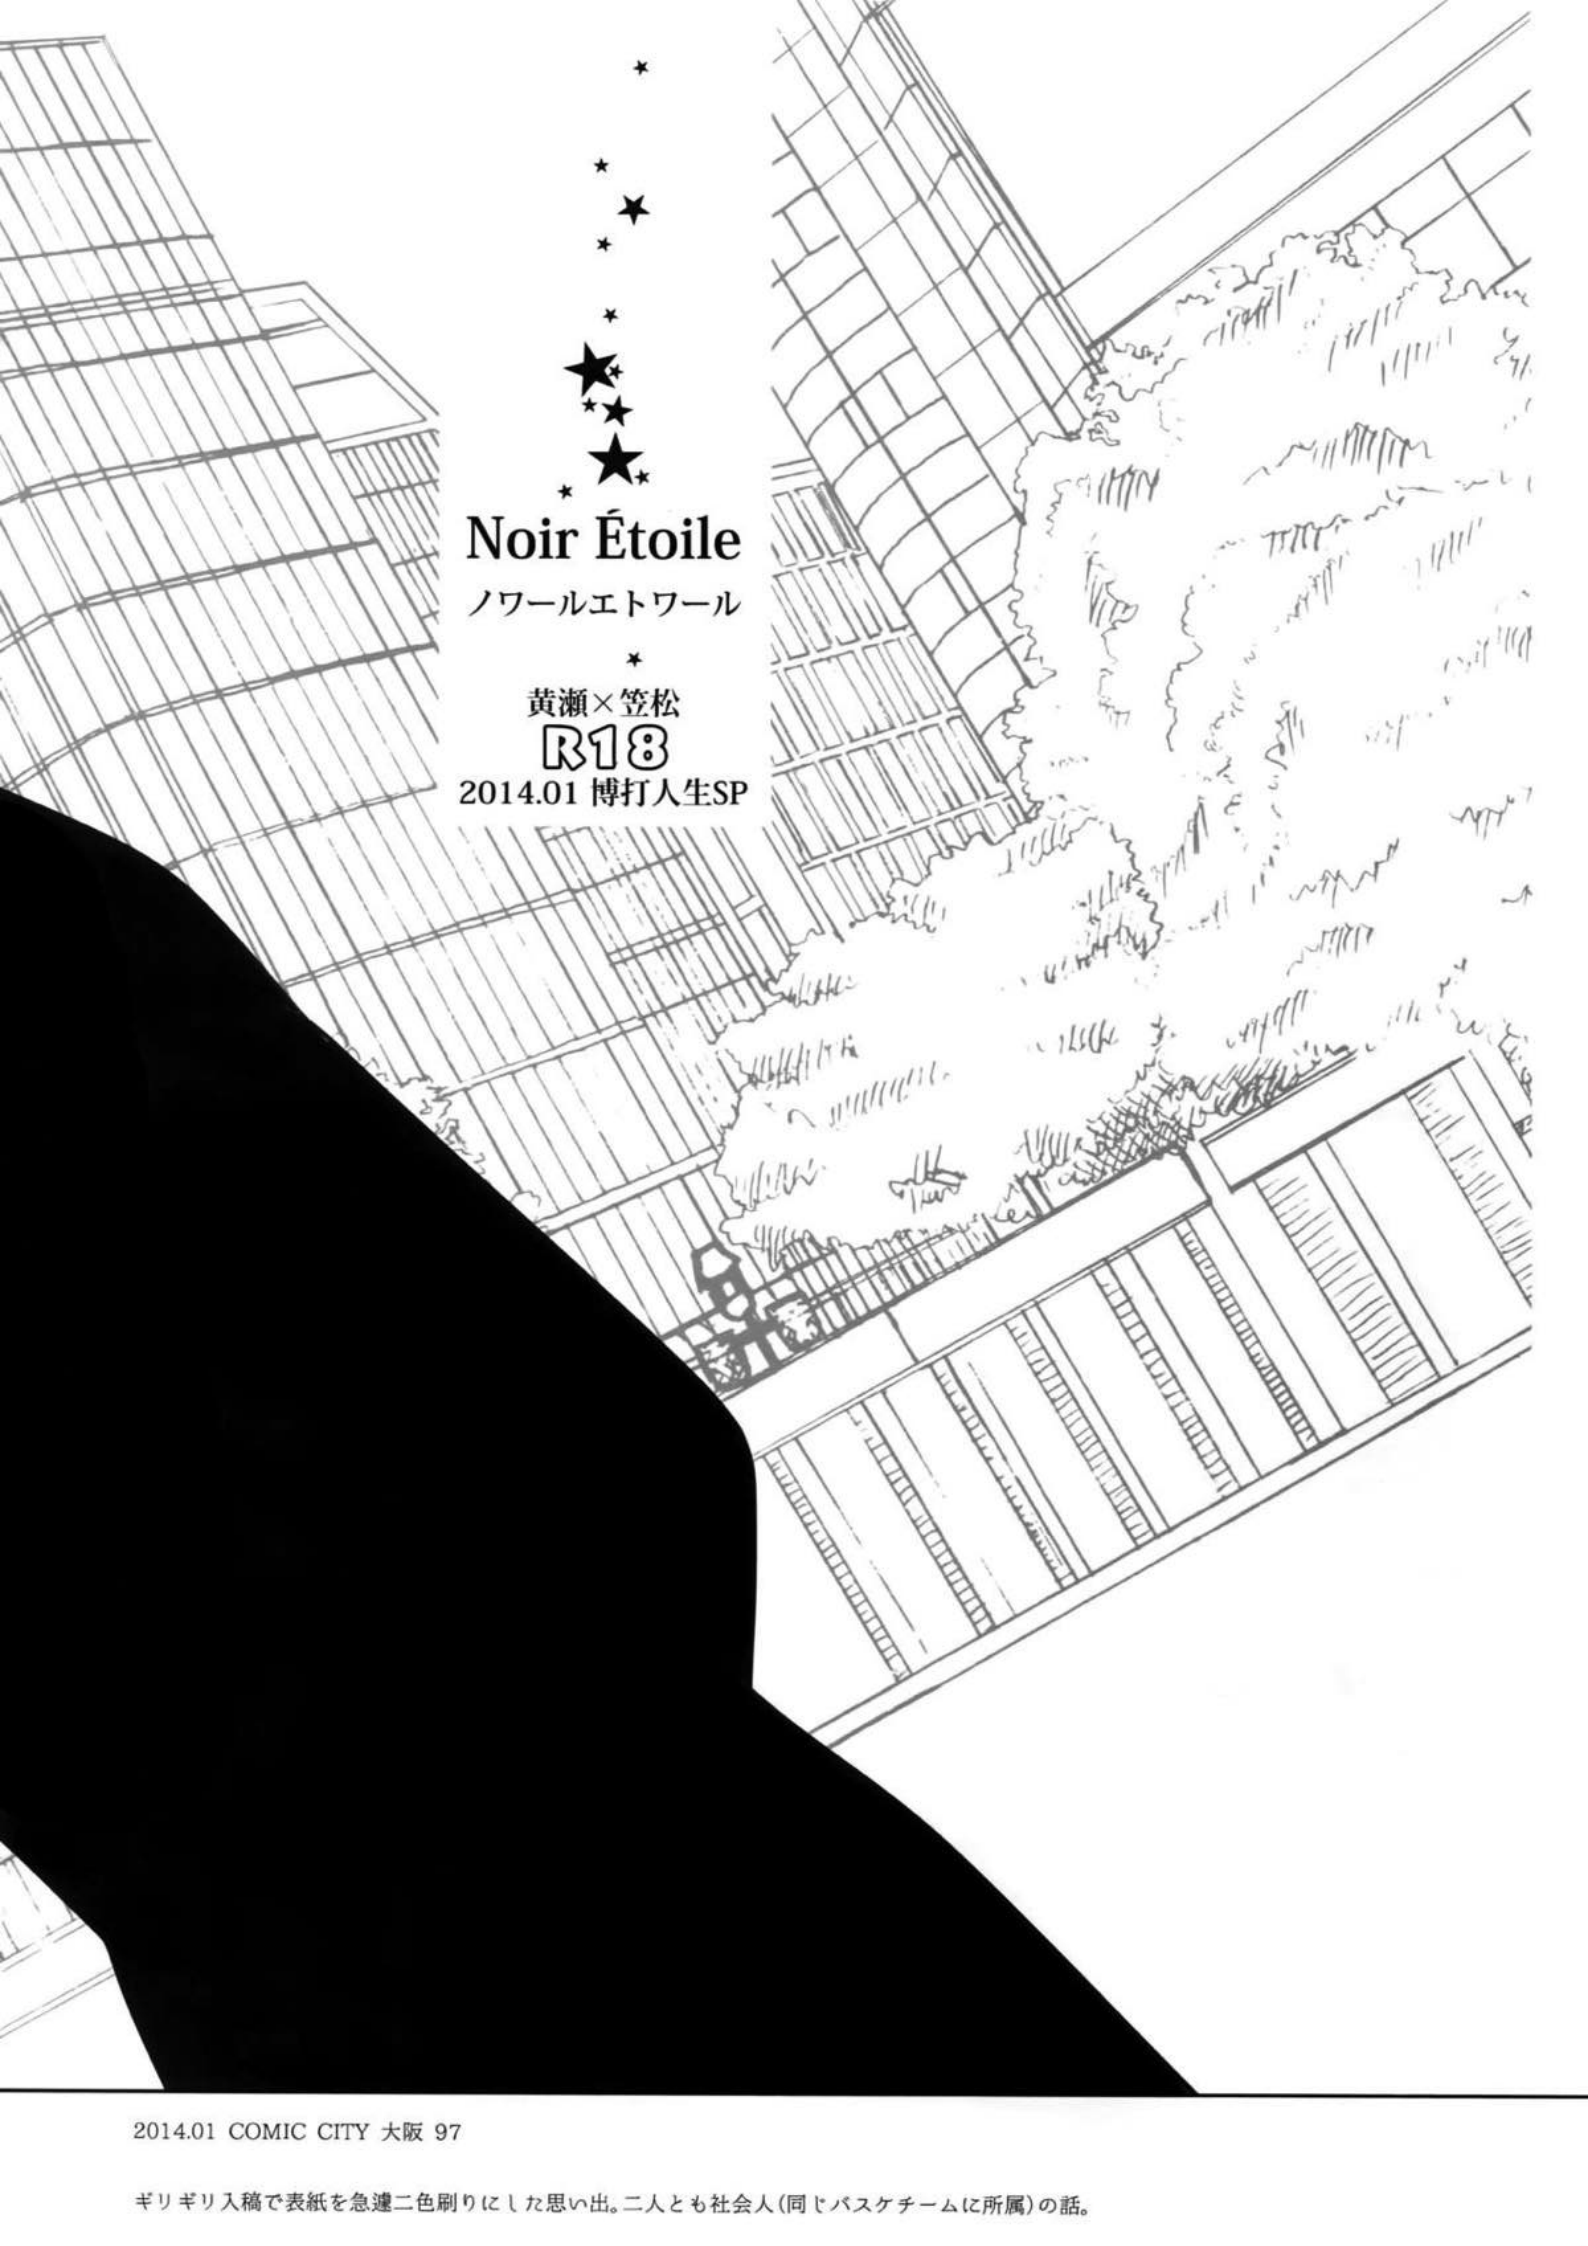 Noir Étoile
ノワールエトワール
黄瀬×笠松
R18
2014.01 博打人生SP
2014.01 COMIC CITY 大阪 97
ギリギリ入稿で表紙を急遽二色刷りにした思い出。二人とも社会人(同じバスケチームに所属)の話。